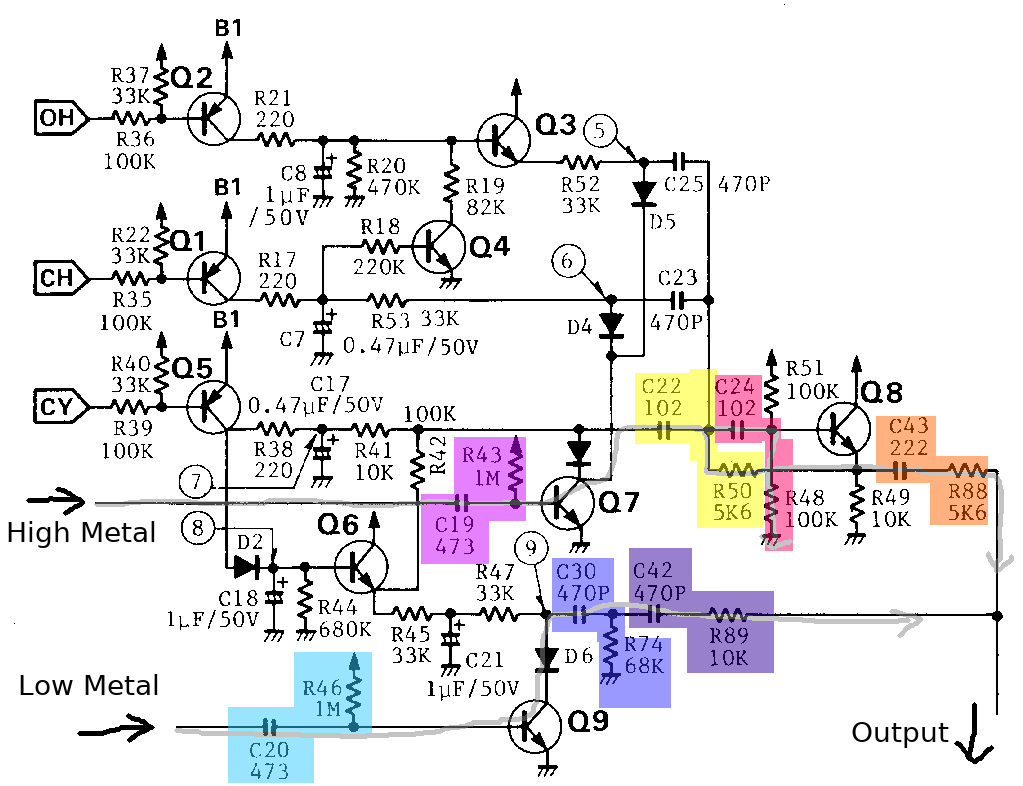 B1
R37
33K
Q2
OH
R36
100K
R21
220
C8
1µF
/50V
+
R20
470K
R19
82K
Q3
5
R52
33K
C25
470P
D5
B1
R22
33K
Q1
CH
R35
100K
R17
220
R18
220K
Q4
C7
+
R53 33K
0.47µF/50V
6
C23
470P
D4
B1
R40
33K
Q5
CY
R39
100K
C17
0.47µF/50V
+
R38
220
R41
10K
100K
R42
7
R43
1M
C19
473
Q7
C22
102
C24
102
R50
5K6
R51
100K
R48
100K
Q8
R49
10K
C43
222
R88
5K6
High Metal
8
D2
Q6
C18
1µF/50V
+
R44
680K
R45
33K
C21
1µF/50V
+
R47
33K
9
C30
470P
C42
470P
R74
68K
R89
10K
D6
Low Metal
R46
1M
C20
473
Q9
Output